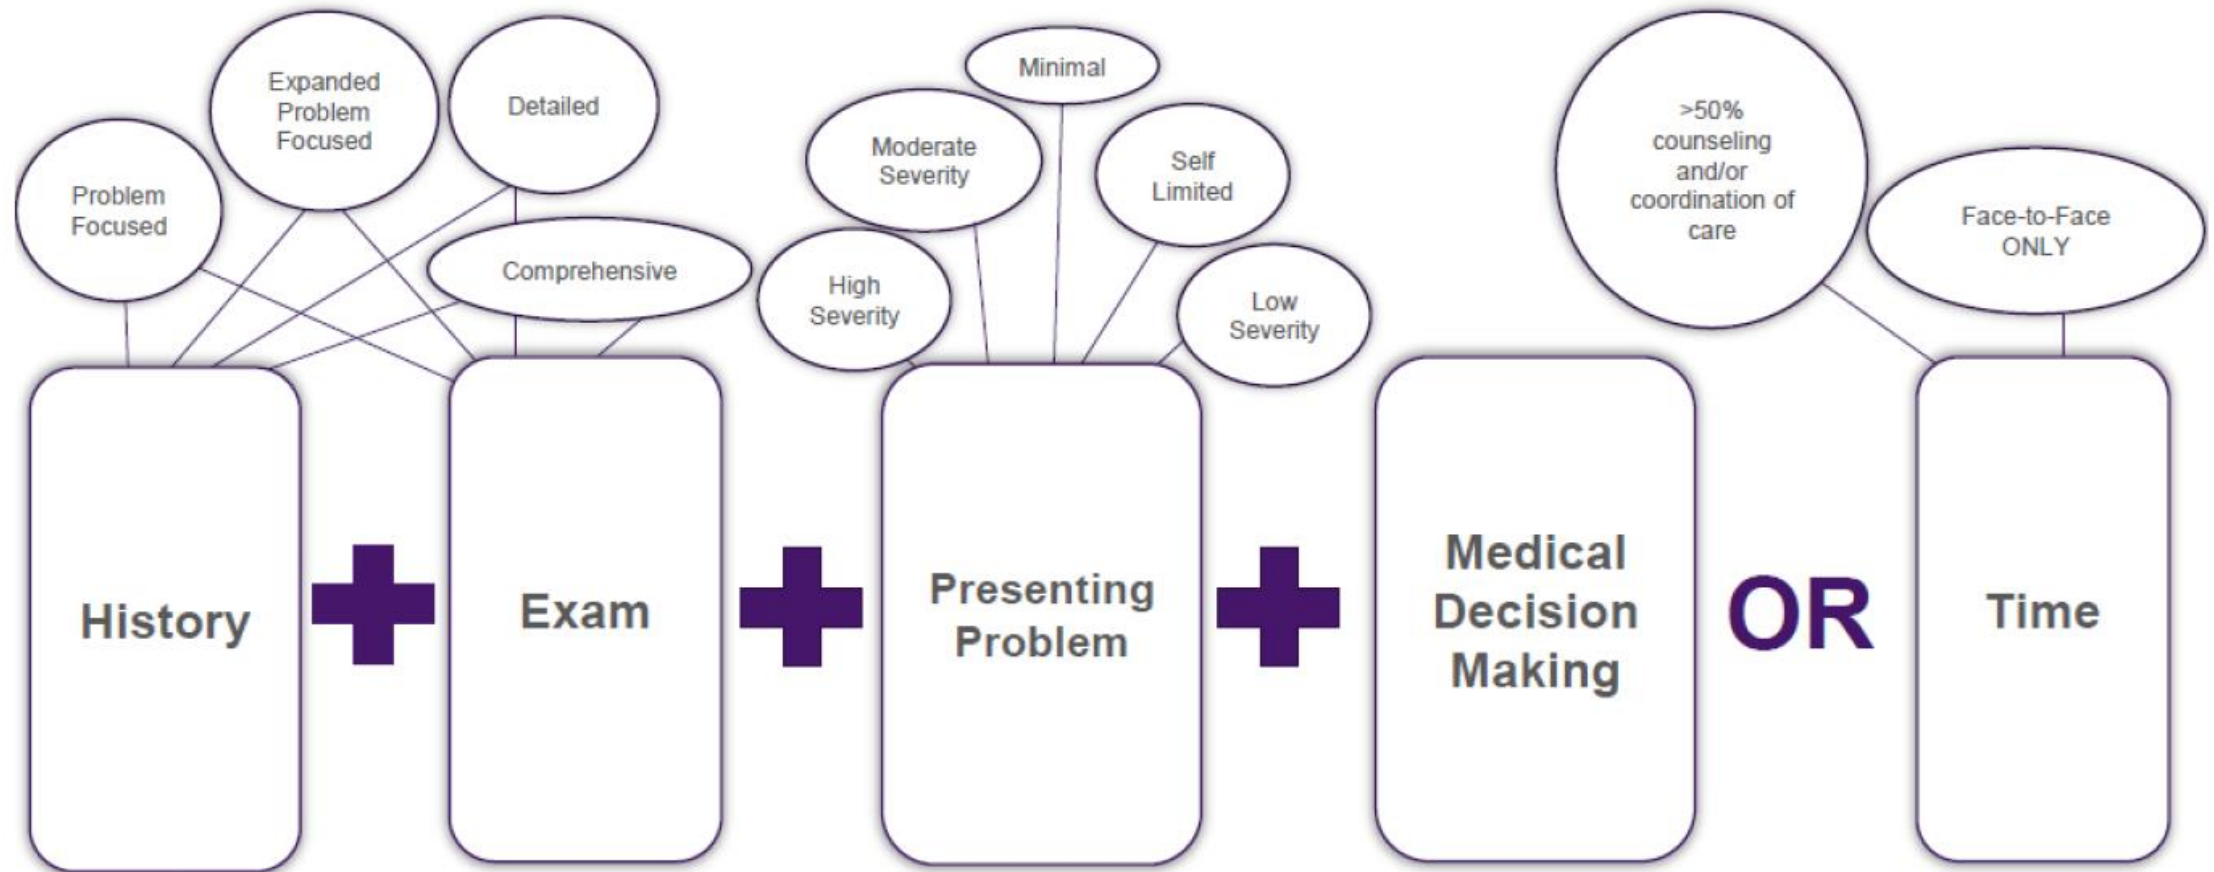 Problem
Focused
Expanded
Problem
Focused
Detailed
Comprehensive
High
Severity
Moderate
Severity
Minimal
Self
Limited
Low
Severity
>50%
counseling
and/or
coordination of
care
Face-to-Face
ONLY
History
Exam
Presenting
Problem
Medical
Decision
Making
OR
Time